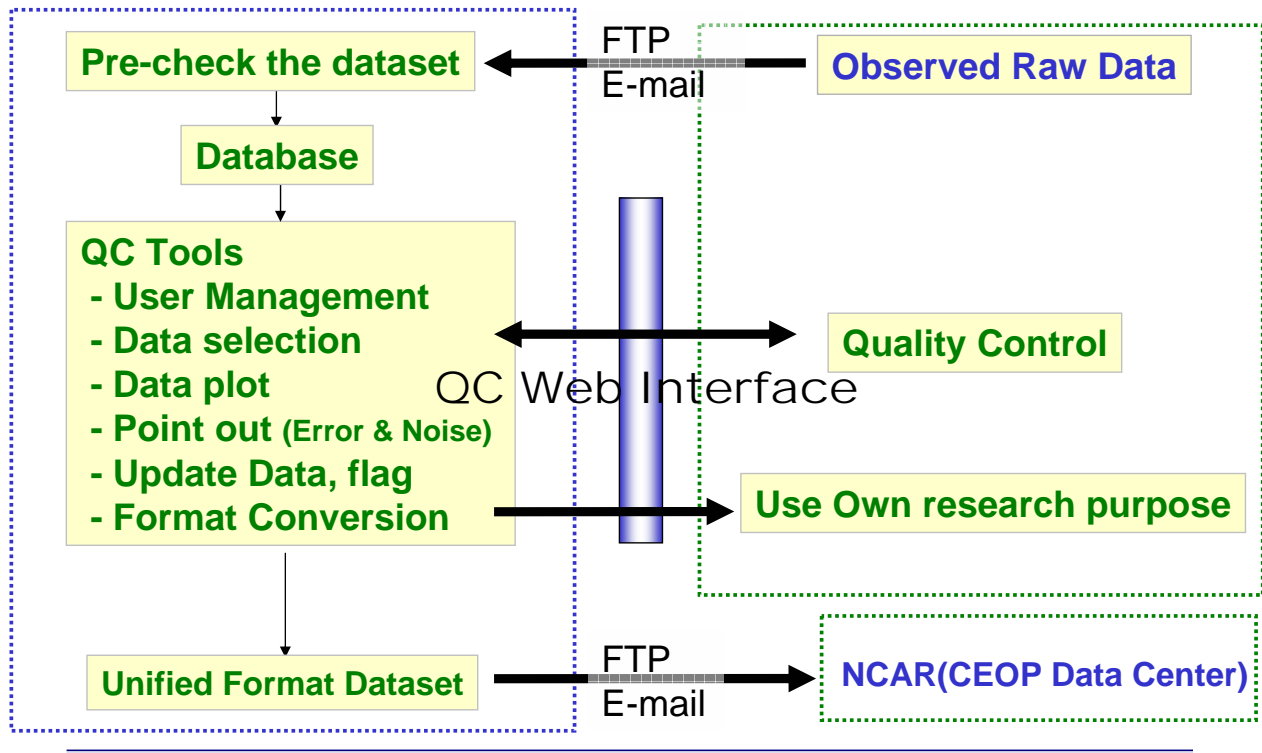 Pre-check the dataset
FTP
E-mail
Observed Raw Data
Database
QC Tools
- User Management
- Data selection
- Data plot
- Point out (Error & Noise)
- Update Data, flag
- Format Conversion
QC Web Interface
Quality Control
Use Own research purpose
Unified Format Dataset
FTP
E-mail
NCAR(CEOP Data Center)